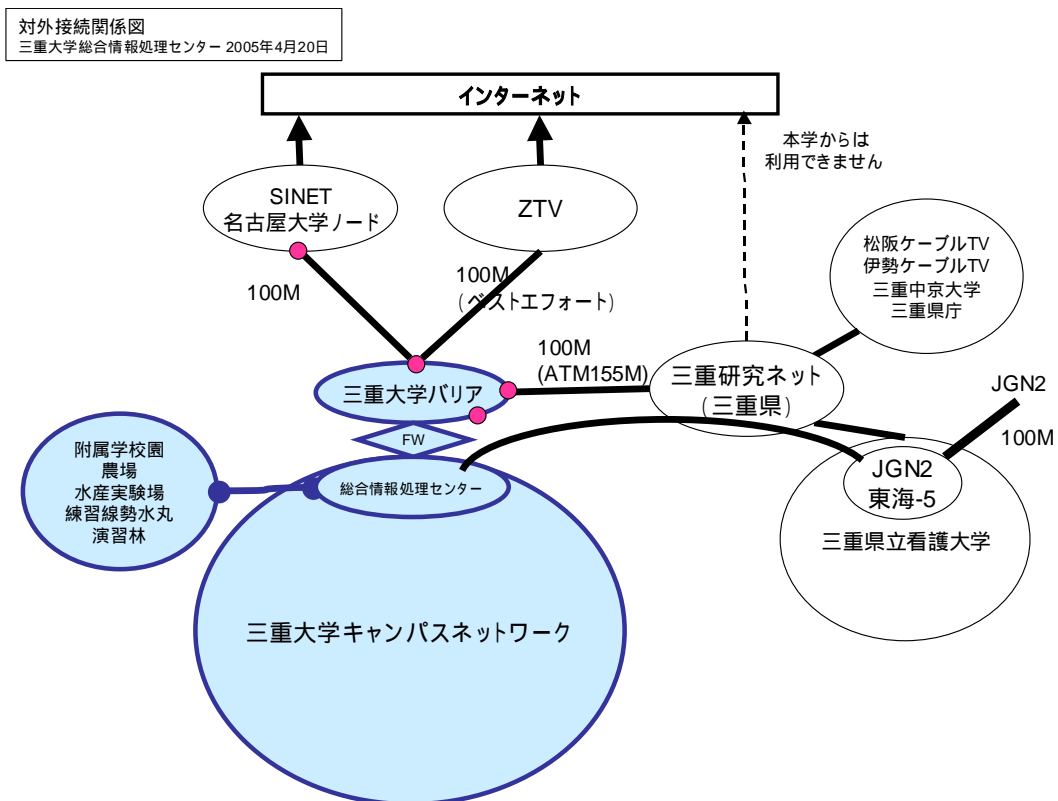 対外接続関係図
三重大学総合情報処理センター 2005年4月20日
インターネット
本学からは
利用できません
SINET
名古屋大学ノード
ZTV
松阪ケーブルTV
伊勢ケーブルTV
三重中京大学
三重県庁
100M
100M
(ベストエフォート)
100M
(ATM155M)
三重大学バリア
三重研究ネット
(三重県)
JGN2
100M
FW
附属学校園
農場
水産実験場
練習線勢水丸
演習林
総合情報処理センター
JGN2
東海-5
三重県立看護大学
三重大学キャンパスネットワーク